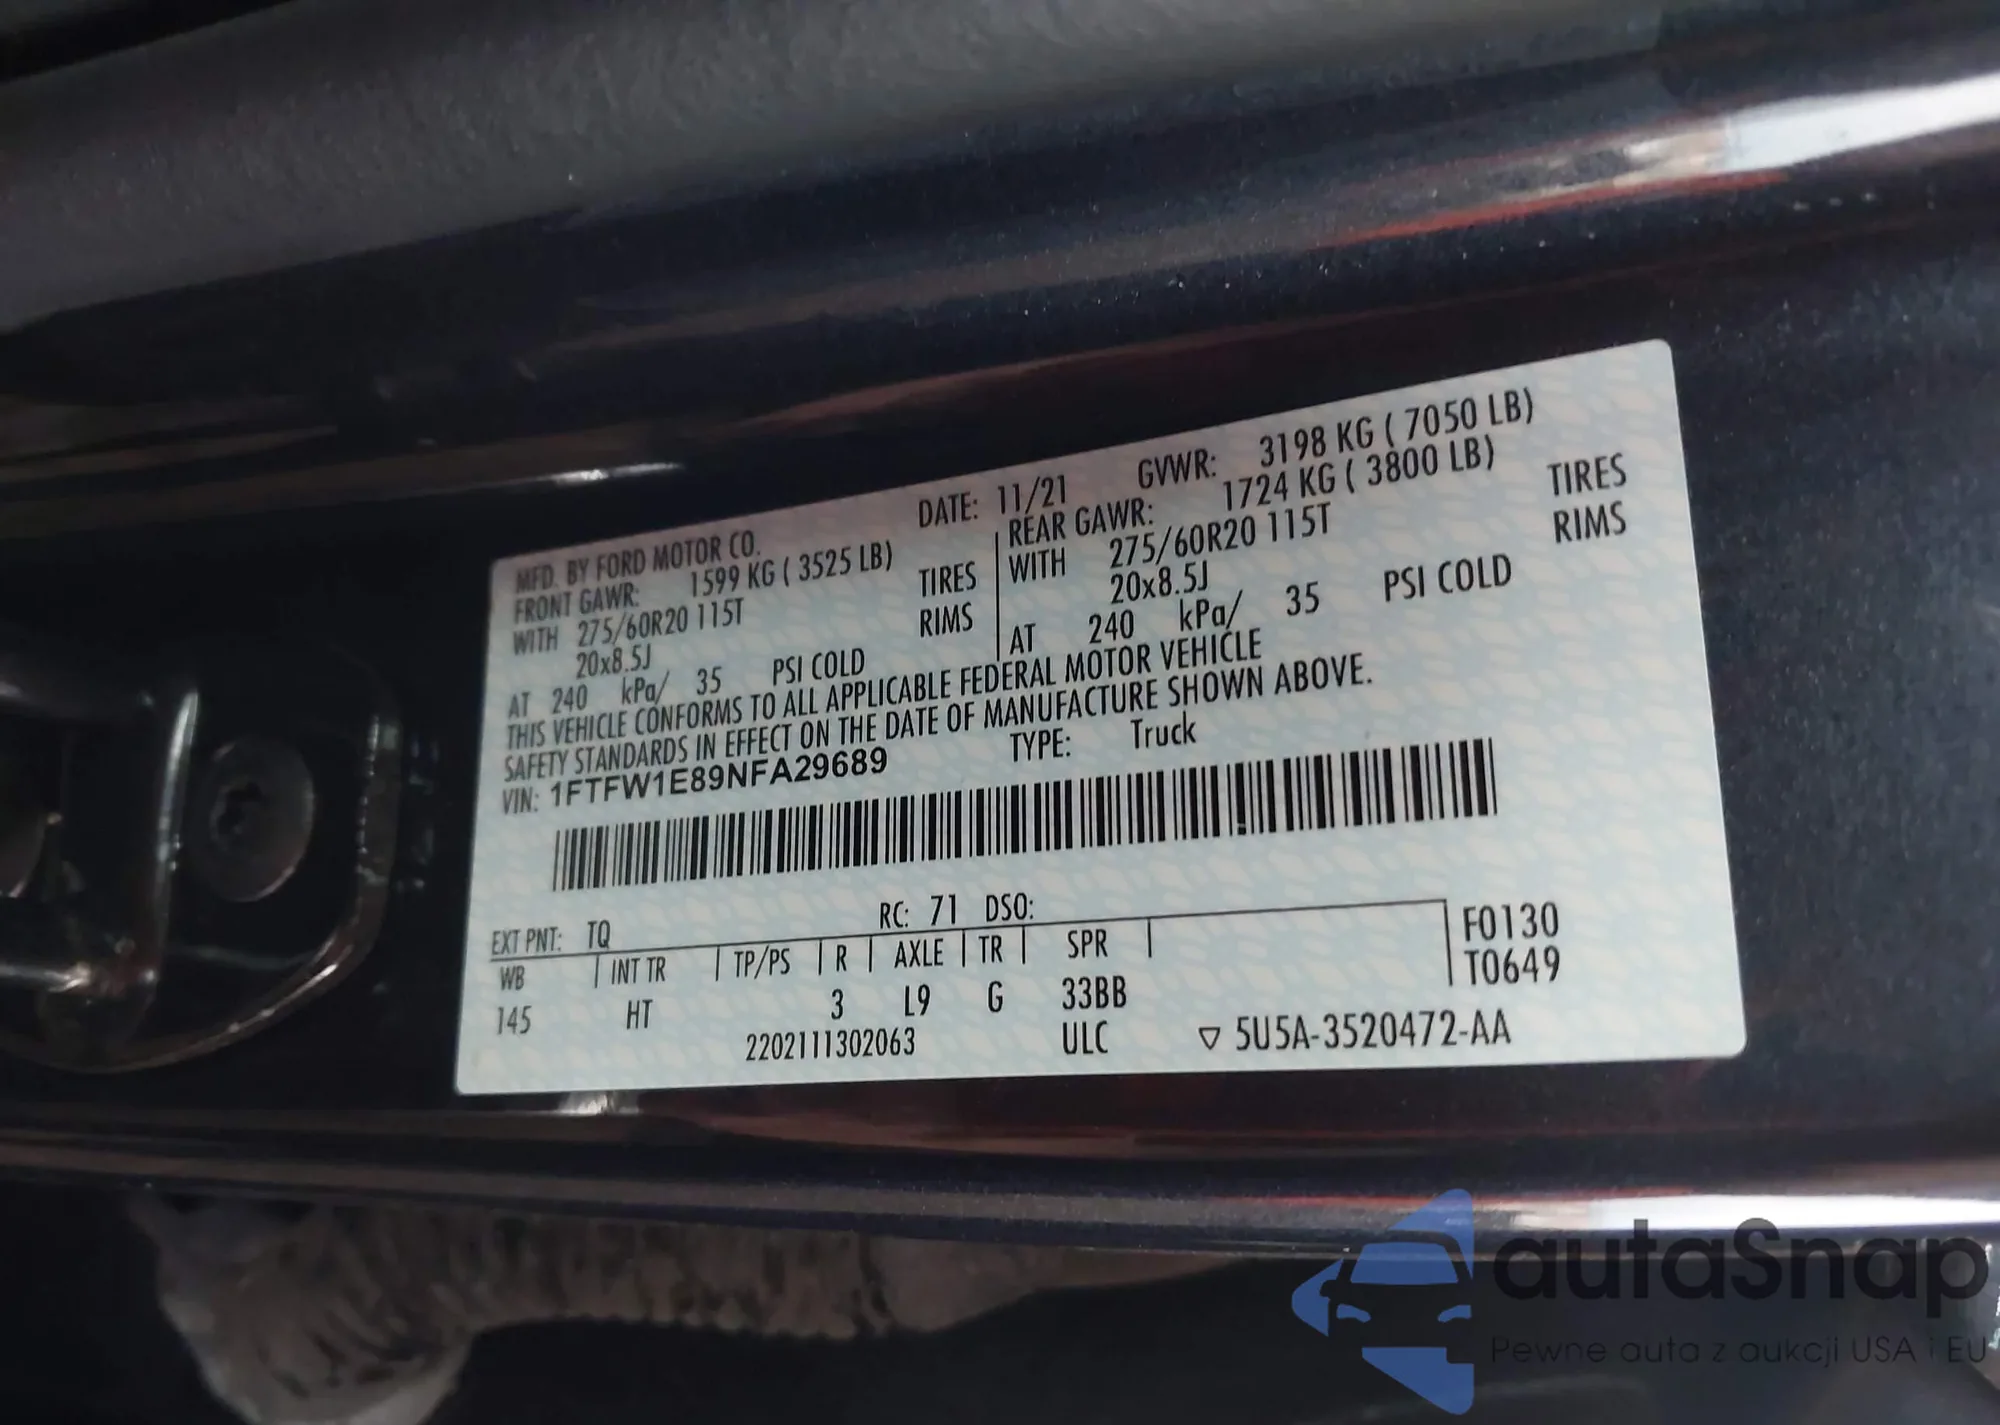 MFD. BY FORD MOTOR CO. DATE: 11/21 GVWR: 3198 KG ( 7050 LB)
FRONT GAWR: 1599 KG ( 3525 LB) REAR GAWR: 1724 KG ( 3800 LB)
WITH 275/60R20 115T TIRES WITH 275/60R20 115T TIRES
20x8.5J RIMS 20x8.5J RIMS
AT 240 kPa/ 35 PSI COLD AT 240 kPa/ 35 PSI COLD
THIS VEHICLE CONFORMS TO ALL APPLICABLE FEDERAL MOTOR VEHICLE
SAFETY STANDARDS IN EFFECT ON THE DATE OF MANUFACTURE SHOWN ABOVE.
VIN: 1FTFW1E89NFA29689 TYPE: Truck
EXT PNT: TQ RC: 71 DSO: F0130
WB INT TR TP/PS R AXLE TR SPR T0649
145 HT 3 L9 G 33BB
2202111302063 ULC ▽ 5U5A-3520472-AA
autaSnap
Pewne auta z aukcji USA i EU